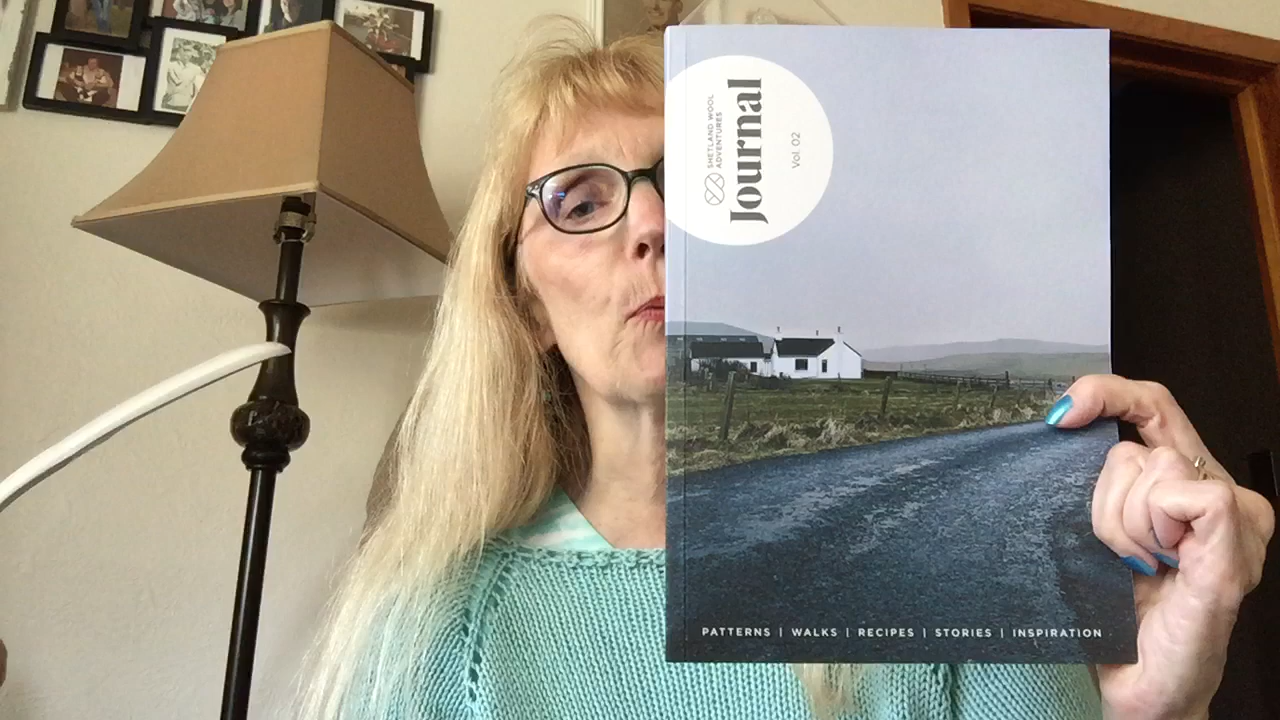 SHETLAND WOOL
ADVENTURES
Journal
Vol. 02
PATTERNS | WALKS | RECIPES | STORIES | INSPIRATION